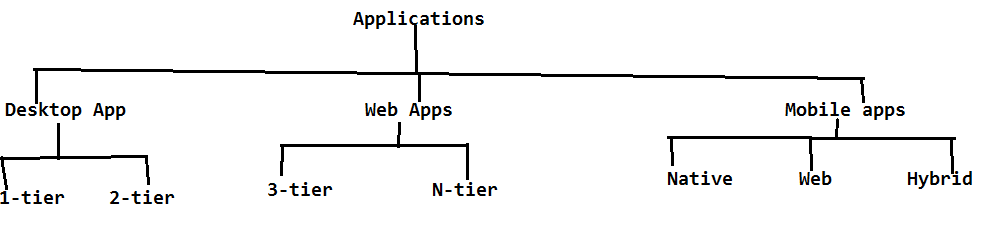 Applications
Desktop App
Web Apps
Mobile apps
1-tier
2-tier
3-tier
N-tier
Native
Web
Hybrid